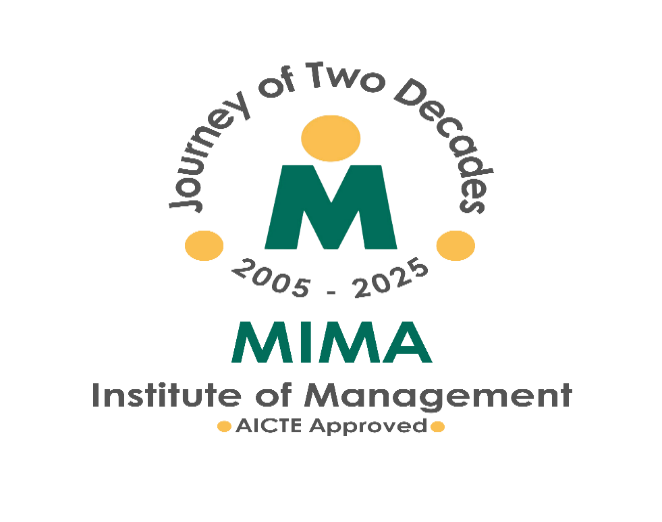 Journey of Two Decades
M
2005 - 2025
MIMA
Institute of Management
AICTE Approved